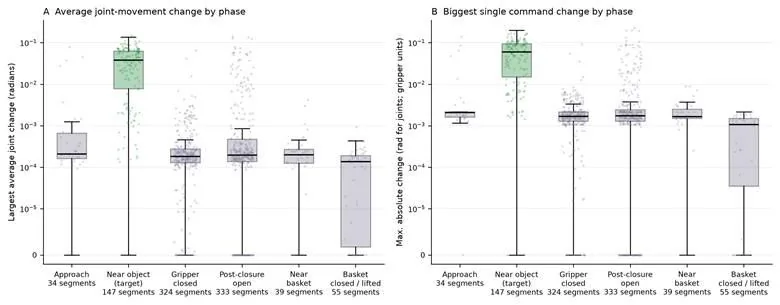 A Average joint-movement change by phase
Largest average joint change (radians)
10⁻¹
10⁻²
10⁻³
10⁻⁴
10⁻⁵
0
Approach
34 segments
Near object
(target)
147 segments
Gripper
closed
324 segments
Post-closure
open
333 segments
Near
basket
39 segments
Basket
closed / lifted
55 segments
B Biggest single command change by phase
Max. absolute change (rad for joints; gripper units)
10⁻¹
10⁻²
10⁻³
10⁻⁴
10⁻⁵
0
Approach
34 segments
Near object
(target)
147 segments
Gripper
closed
324 segments
Post-closure
open
333 segments
Near
basket
39 segments
Basket
closed / lifted
55 segments